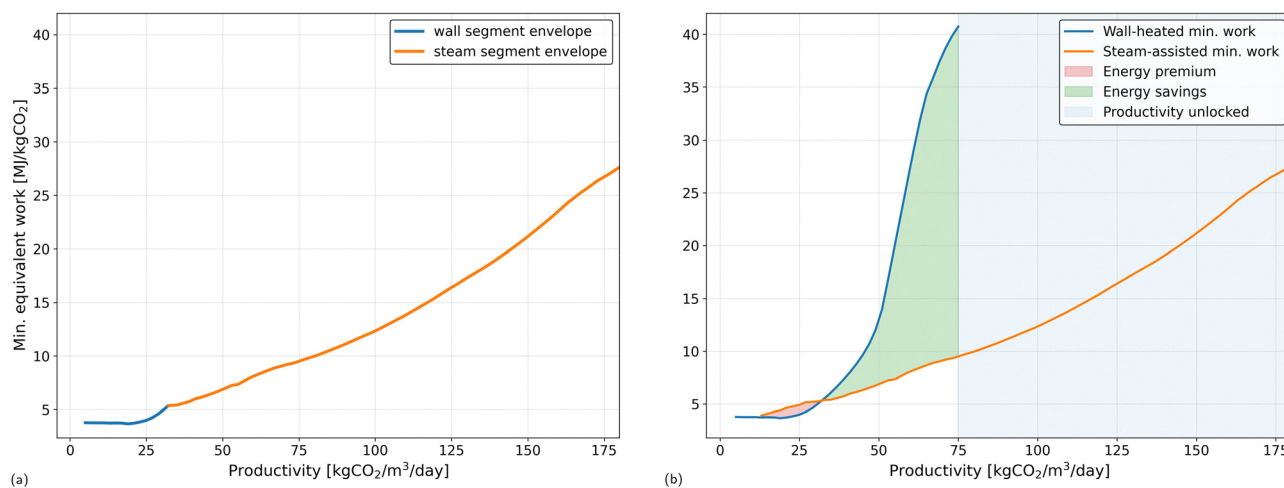 40
35
30
25
20
15
10
5
Min. equivalent work [MJ/kgCO₂]
wall segment envelope
steam segment envelope
0 25 50 75 100 125 150 175
Productivity [kgCO₂/m³/day]
(a)
40
35
30
25
20
15
10
5
Wall-heated min. work
Steam-assisted min. work
Energy premium
Energy savings
Productivity unlocked
0 25 50 75 100 125 150 175
Productivity [kgCO₂/m³/day]
(b)